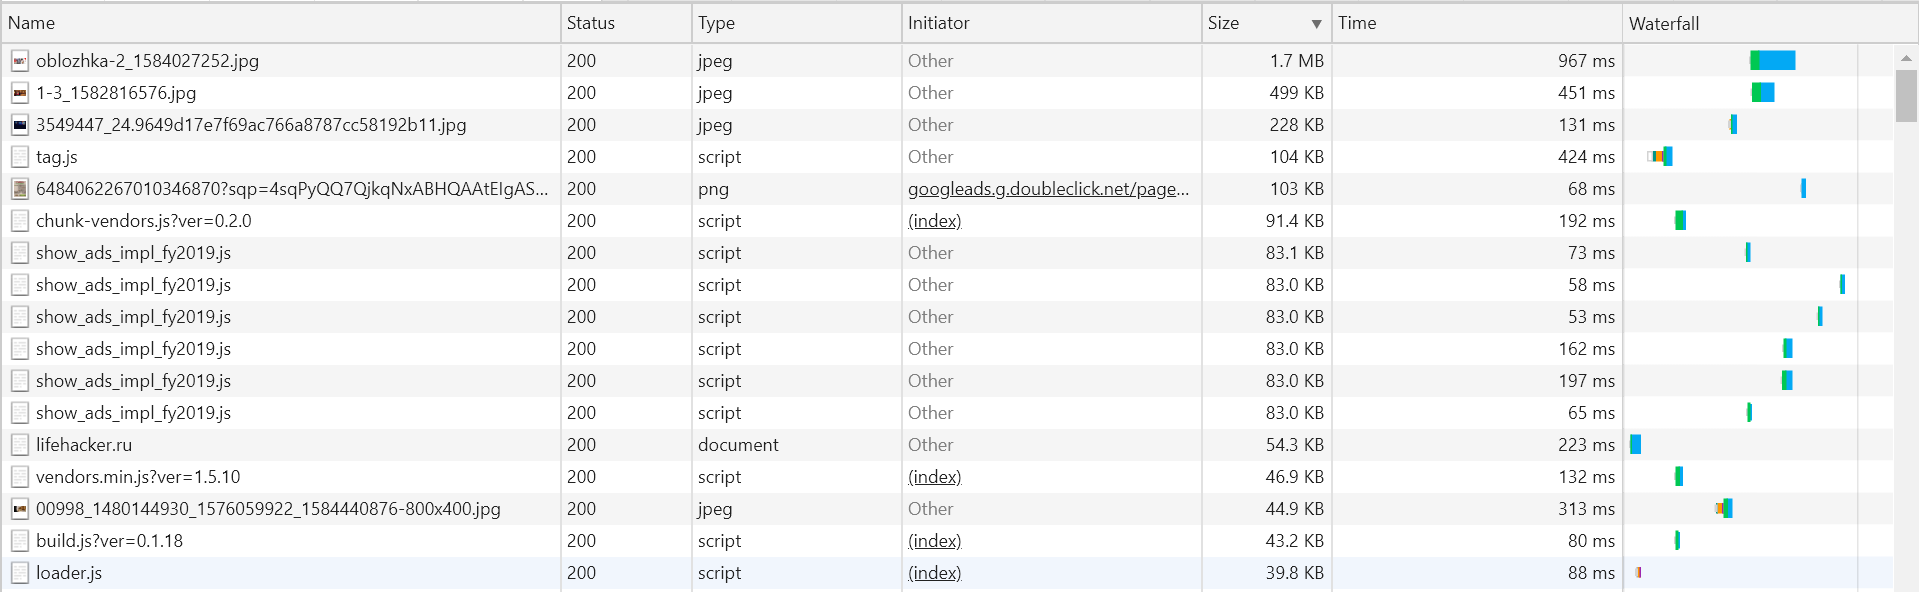 Name Status Type Initiator Size ▼ Time Waterfall
oblozhka-2_1584027252.jpg 200 jpeg Other 1.7 MB 967 ms
1-3_1582816576.jpg 200 jpeg Other 499 KB 451 ms
3549447_24.9649d17e7f69ac766a8787cc58192b11.jpg 200 jpeg Other 228 KB 131 ms
tag.js 200 script Other 104 KB 424 ms
6484062267010346870?sqp=4sqPyQQ7QjkqNxABHQAAtEIgAS... 200 png googleads.g.doubleclick.net/page... 103 KB 68 ms
chunk-vendors.js?ver=0.2.0 200 script (index) 91.4 KB 192 ms
show_ads_impl_fy2019.js 200 script Other 83.1 KB 73 ms
show_ads_impl_fy2019.js 200 script Other 83.0 KB 58 ms
show_ads_impl_fy2019.js 200 script Other 83.0 KB 53 ms
show_ads_impl_fy2019.js 200 script Other 83.0 KB 162 ms
show_ads_impl_fy2019.js 200 script Other 83.0 KB 197 ms
show_ads_impl_fy2019.js 200 script Other 83.0 KB 65 ms
lifehacker.ru 200 document Other 54.3 KB 223 ms
vendors.min.js?ver=1.5.10 200 script (index) 46.9 KB 132 ms
00998_1480144930_1576059922_1584440876-800x400.jpg 200 jpeg Other 44.9 KB 313 ms
build.js?ver=0.1.18 200 script (index) 43.2 KB 80 ms
loader.js 200 script (index) 39.8 KB 88 ms